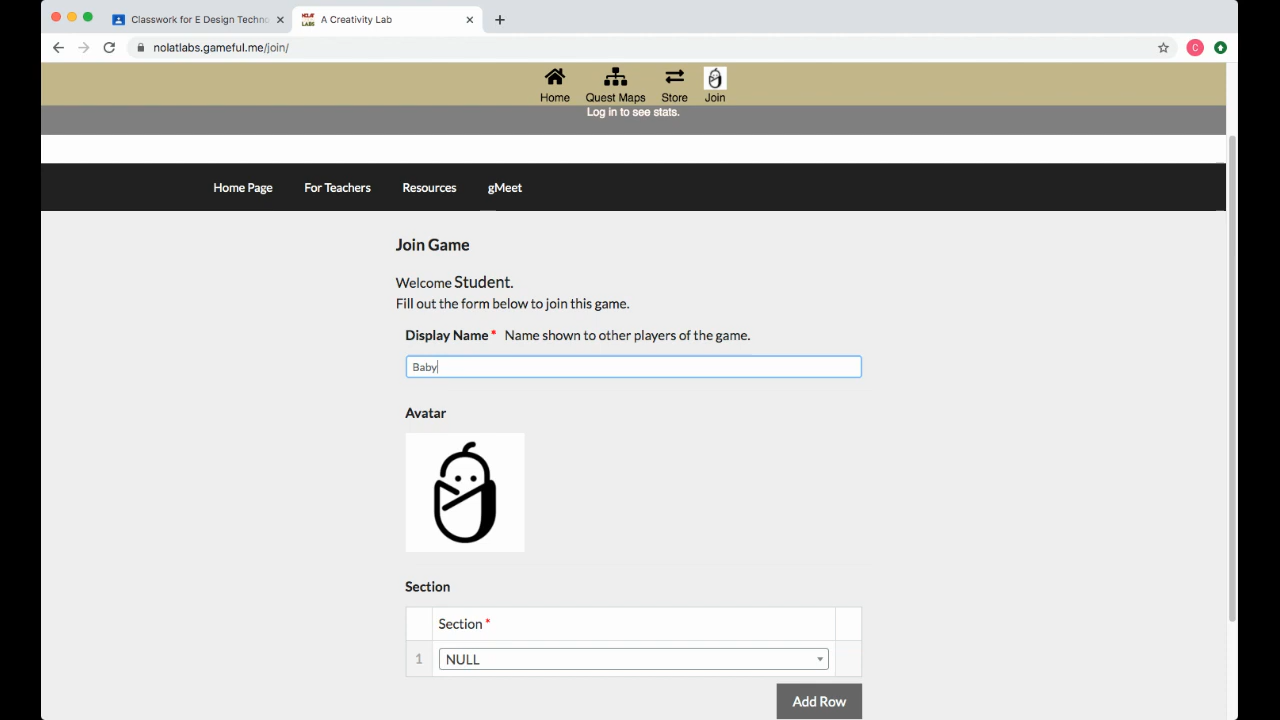 Classwork for E Design Techno
NOLAT LABS A Creativity Lab
nolatlabs.gameful.me/join/
C
Home Quest Maps Store Join
Log in to see stats.
Home Page For Teachers Resources gMeet
Join Game
Welcome Student.
Fill out the form below to join this game.
Display Name * Name shown to other players of the game.
Baby
Avatar
Section
Section *
1 NULL
Add Row